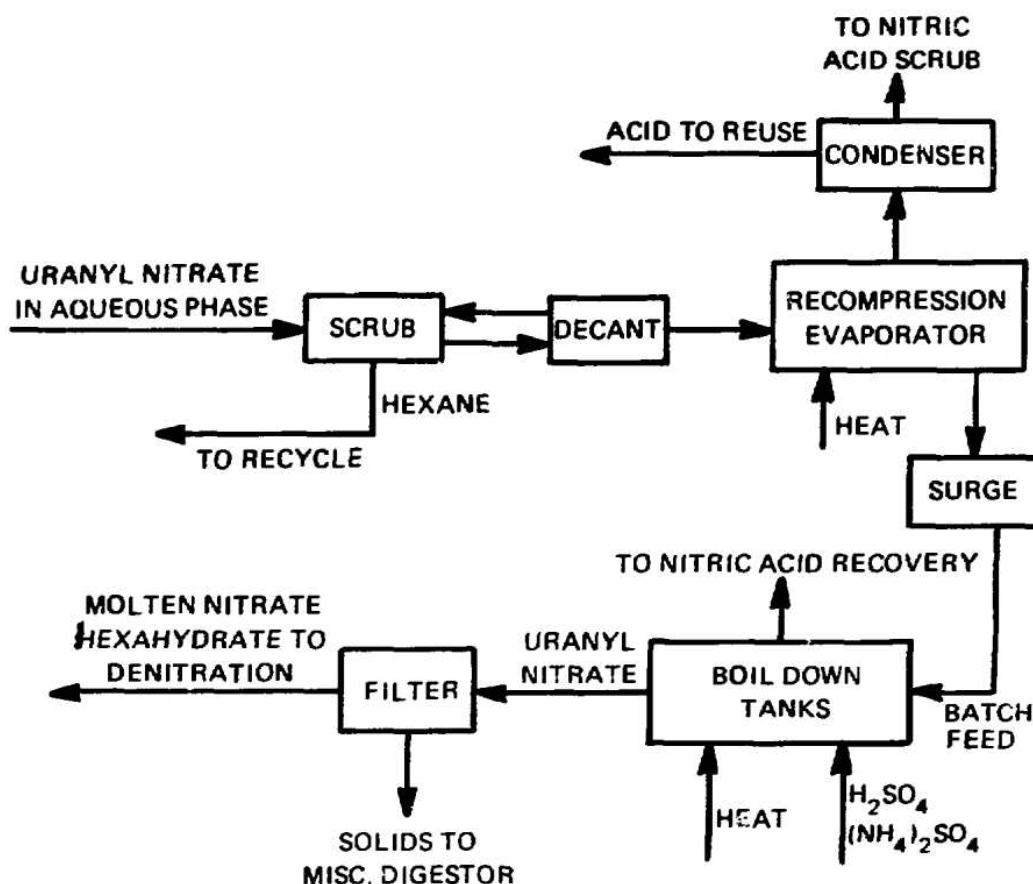 TO NITRIC
ACID SCRUB
ACID TO REUSE
CONDENSER
URANYL NITRATE
IN AQUEOUS PHASE
SCRUB
DECANT
RECOMPRESSION
EVAPORATOR
HEXANE
TO RECYCLE
HEAT
SURGE
TO NITRIC ACID RECOVERY
MOLTEN NITRATE
HEXAHYDRATE TO
DENITRATION
FILTER
URANYL
NITRATE
BOIL DOWN
TANKS
BATCH
FEED
HEAT
H₂SO₄
(NH₄)₂SO₄
SOLIDS TO
MISC. DIGESTOR